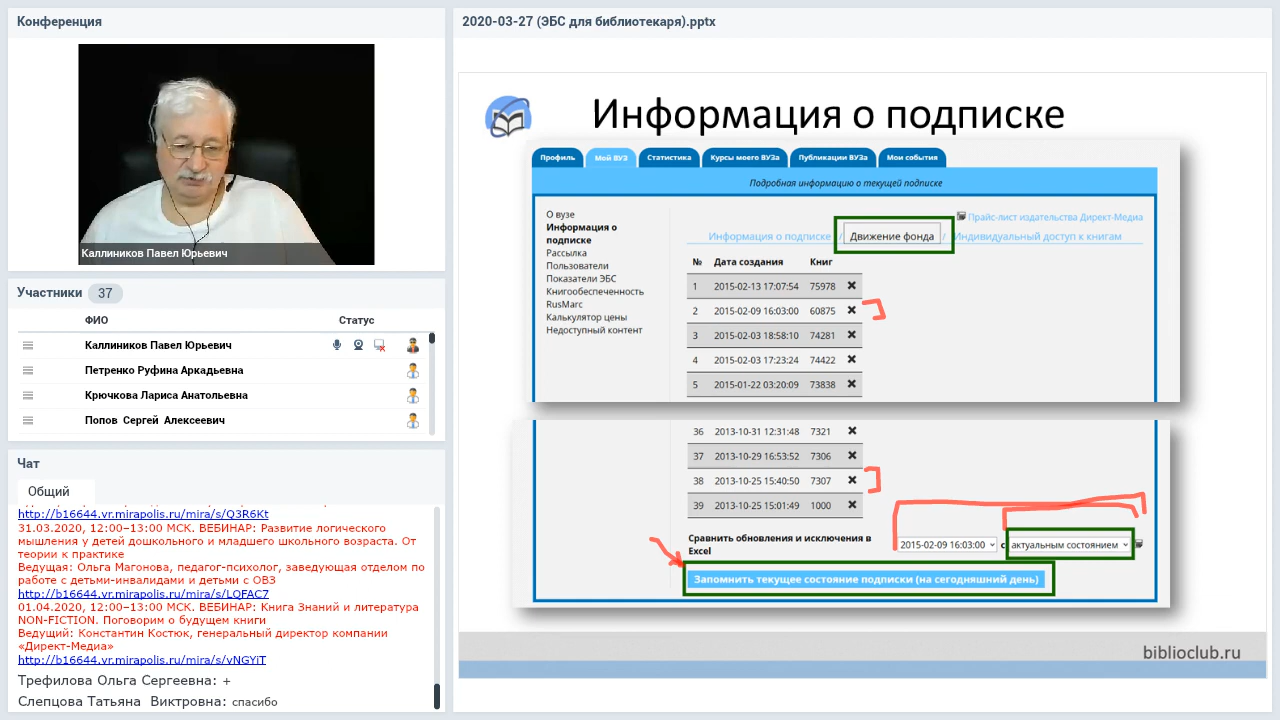 Конференция
Каллиников Павел Юрьевич
Участники 37
ФИО Статус
Каллиников Павел Юрьевич
Петренко Руфина Аркадьевна
Крючкова Лариса Анатольевна
Попов Сергей Алексеевич
Чат
Общий
http://b16644.vr.mirapolis.ru/mira/s/Q3R6Kt
31.03.2020, 12:00–13:00 МСК. ВЕБИНАР: Развитие логического
мышления у детей дошкольного и младшего школьного возраста. От
теории к практике
Ведущая: Ольга Магонова, педагог-психолог, заведующая отделом по
работе с детьми-инвалидами и детьми с ОВЗ
http://b16644.vr.mirapolis.ru/mira/s/LQFAC7
01.04.2020, 12:00–13:00 МСК. ВЕБИНАР: Книга Знаний и литература
NON-FICTION. Поговорим о будущем книги
Ведущий: Константин Костюк, генеральный директор компании
«Директ-Медиа»
http://b16644.vr.mirapolis.ru/mira/s/vNGYiT
Трефилова Ольга Сергеевна: +
Слепцова Татьяна Викторовна: спасибо
2020-03-27 (ЭБС для библиотекаря).pptx
Информация о подписке
Профиль Мой ВУЗ Статистика Курсы моего ВУЗа Публикации ВУЗа Мои события
Подробная информацию о текущей подписке
О вузе
Информация о
подписке
Рассылка
Пользователи
Показатели ЭБС
Книгообеспеченность
RusMarc
Калькулятор цены
Недоступный контент
Прайс-лист издательства Директ-Медиа
Информация о подписке / Движение фонда / Индивидуальный доступ к книгам
№ Дата создания Книг
1 2015-02-13 17:07:54 75978
2 2015-02-09 16:03:00 60875
3 2015-02-03 18:58:10 74281
4 2015-02-03 17:23:24 74422
5 2015-01-22 03:20:09 73838
36 2013-10-31 12:31:48 7321
37 2013-10-29 16:53:52 7306
38 2013-10-25 15:40:50 7307
39 2013-10-25 15:01:49 1000
Сравнить обновления и исключения в
Excel
2015-02-09 16:03:00 с актуальным состоянием
Запомнить текущее состояние подписки (на сегодняшний день)
biblioclub.ru